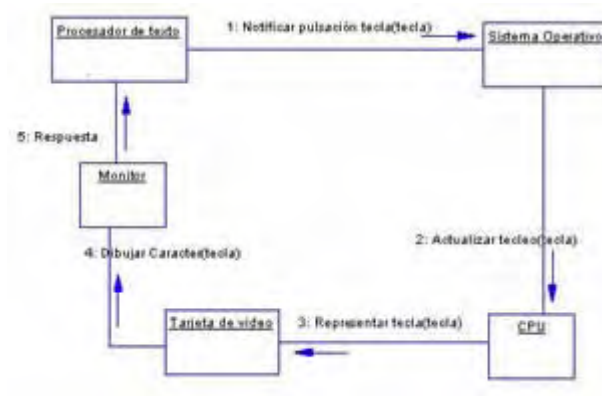 Procesador de texto
1: Notificar pulsación tecla(tecla)
Sistema Operativo
5: Respuesta
Monitor
2: Actualizar tecleo(tecla)
4: Dibujar Caracter(tecla)
Tarjeta de video
3: Representar tecla(tecla)
CPU